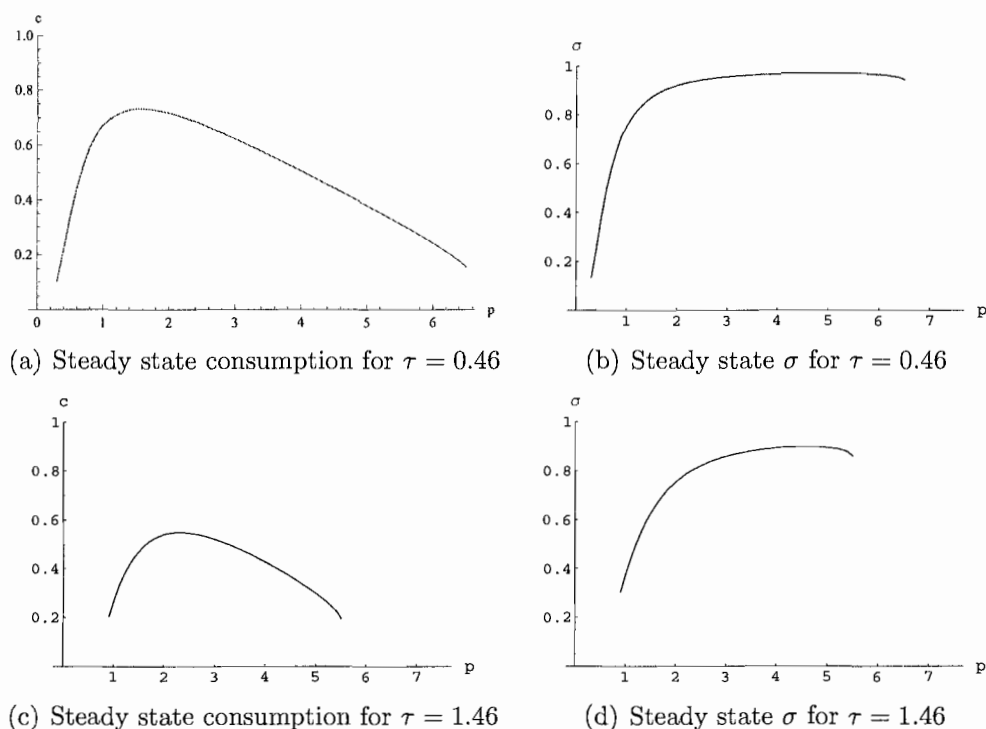 c
1.0
0.8
0.6
0.4
0.2
0 1 2 3 4 5 6 p
(a) Steady state consumption for τ = 0.46
σ
1
0.8
0.6
0.4
0.2
1 2 3 4 5 6 7 p
(b) Steady state σ for τ = 0.46
c
1
0.8
0.6
0.4
0.2
1 2 3 4 5 6 7 p
(c) Steady state consumption for τ = 1.46
σ
1
0.8
0.6
0.4
0.2
1 2 3 4 5 6 7 p
(d) Steady state σ for τ = 1.46